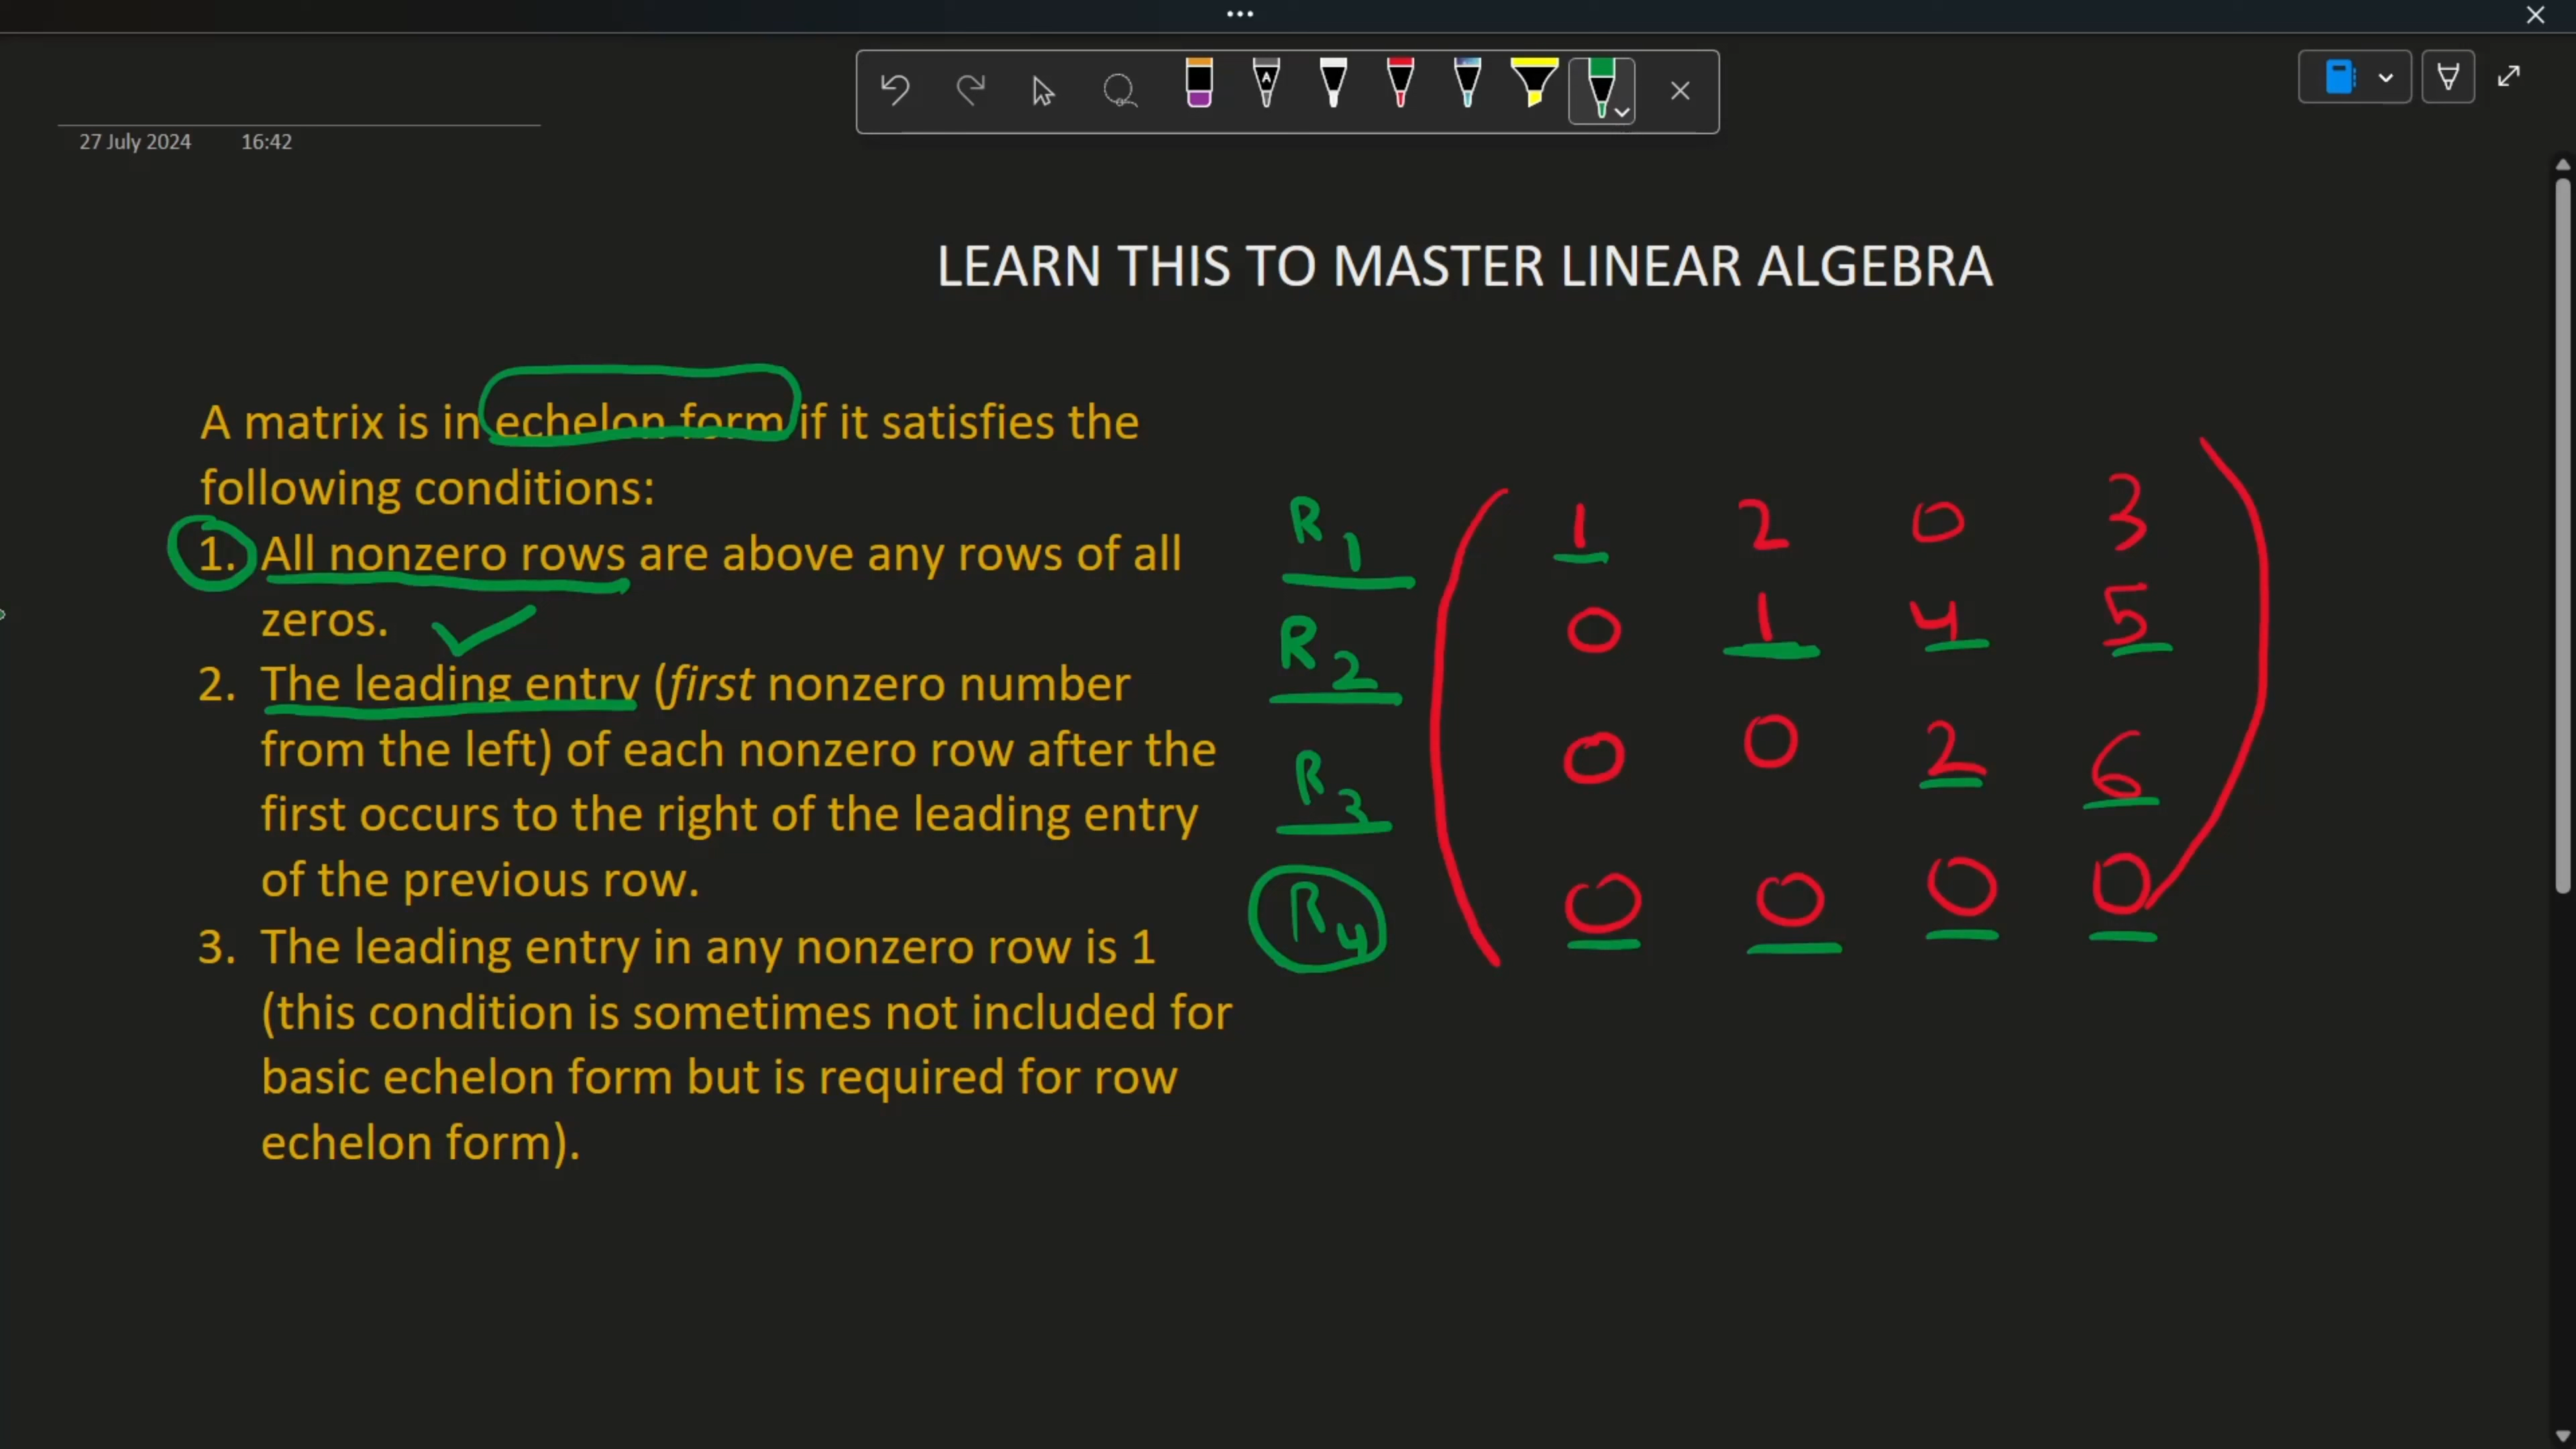 27 July 2024 16:42
LEARN THIS TO MASTER LINEAR ALGEBRA
A matrix is in echelon form if it satisfies the
following conditions:
1. All nonzero rows are above any rows of all
zeros.
2. The leading entry (first nonzero number
from the left) of each nonzero row after the
first occurs to the right of the leading entry
of the previous row.
3. The leading entry in any nonzero row is 1
(this condition is sometimes not included for
basic echelon form but is required for row
echelon form).
R1 1 2 0 3
R2 0 1 4 5
R3 0 0 2 6
R4 0 0 0 0